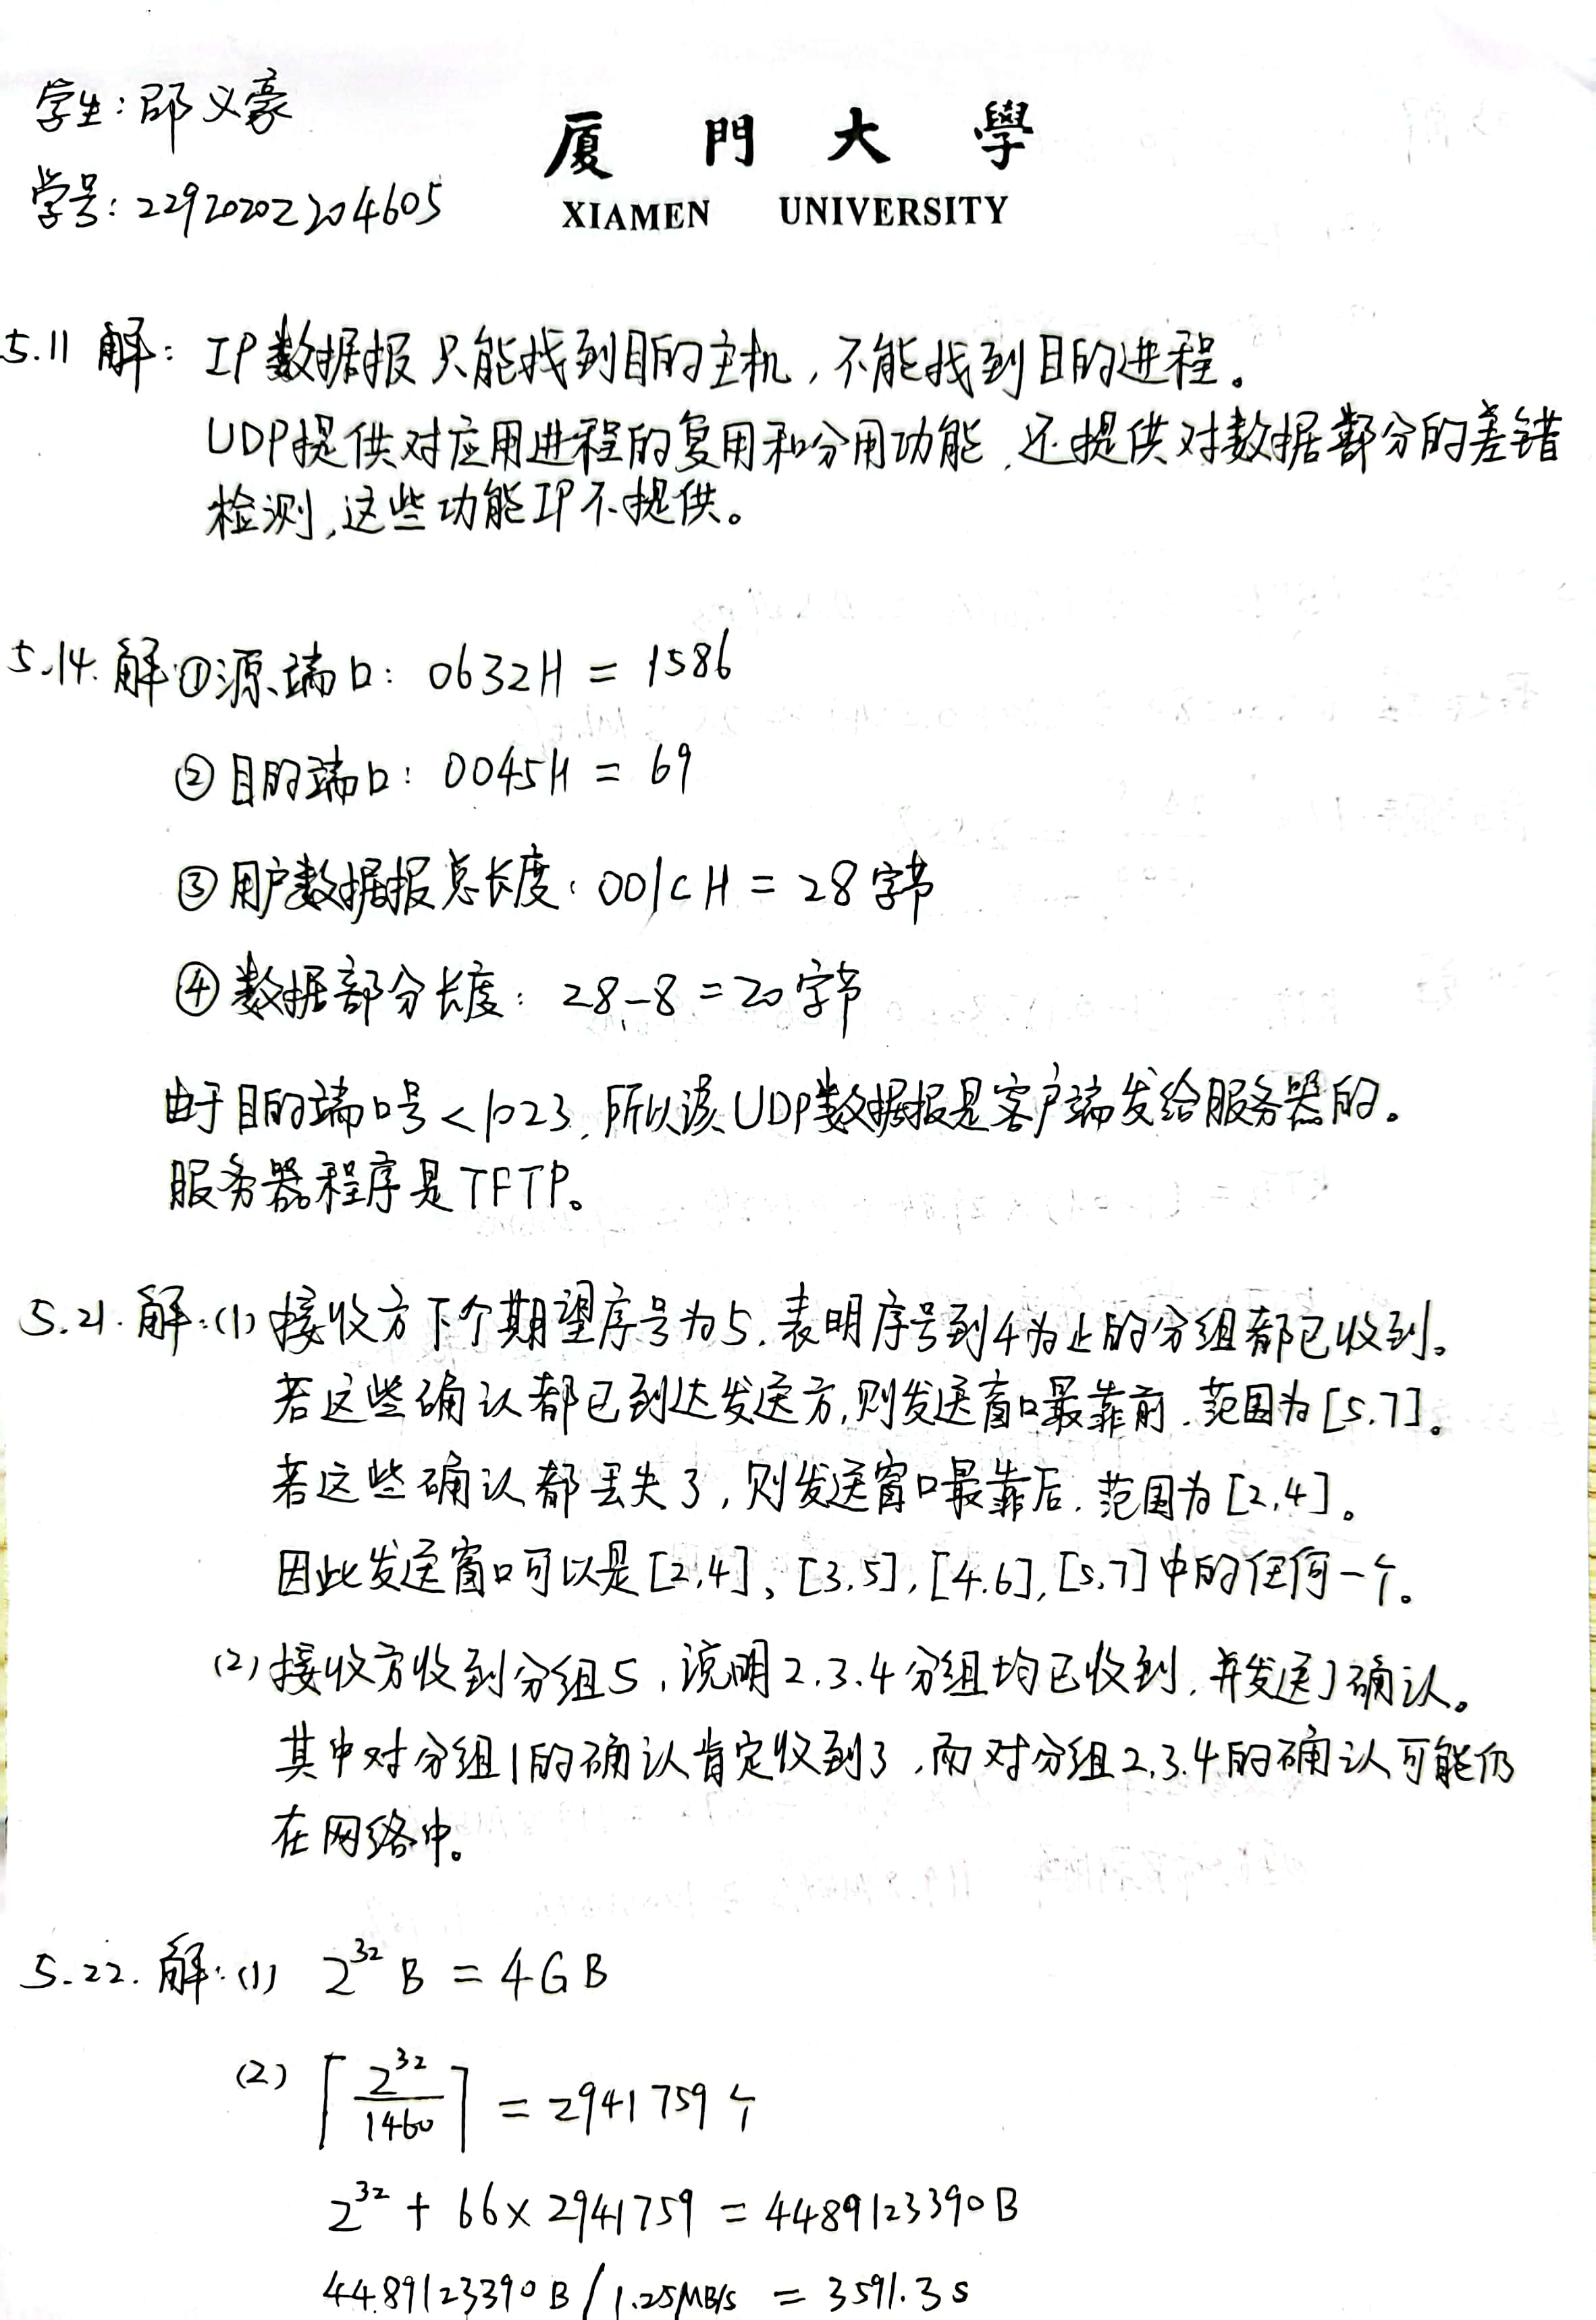 学生：邵义豪
学号：22920202204605
厦門大學
XIAMEN UNIVERSITY
5.11 解：IP数据报只能找到目的主机，不能找到目的进程。
UDP提供对应用进程的复用和分用功能，还提供对数据部分的差错
检测，这些功能IP不提供。
5.14. 解①源端口：0632H = 1586
②目的端口：0045H = 69
③用户数据报总长度：001CH = 28字节
④数据部分长度：28-8=20字节
由于目的端口号<1023，所以该UDP数据报是客户端发给服务器的。
服务器程序是TFTP。
5.21. 解：(1)接收方下个期望序号为5，表明序号到4为止的分组都已收到。
若这些确认都已到达发送方，则发送窗口最靠前，范围为[5,7]。
若这些确认都丢失了，则发送窗口最靠后，范围为[2,4]。
因此发送窗口可以是[2,4]、[3,5]，[4,6]，[5,7]中的任何一个。
(2)接收方收到分组5，说明2.3.4分组均已收到，并发送了确认。
其中对分组1的确认肯定收到了，而对分组2.3.4的确认可能仍
在网络中。
5.22. 解：(1) 2^32 B = 4GB
(2) ⌈2^32/1460⌉ = 2941759个
2^32 + 66×2941759 = 4489123390B
4489123390B / 1.25MB/s = 3591.3s